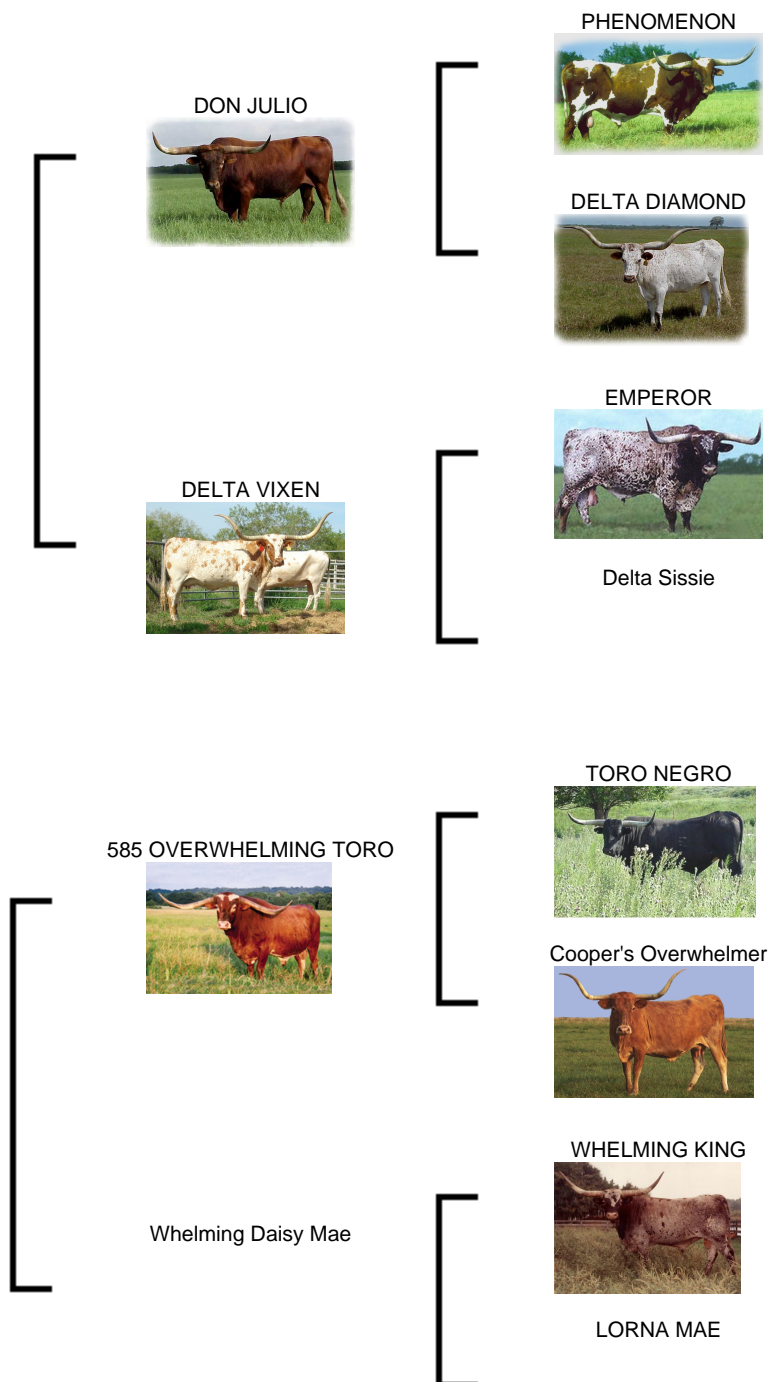 PHENOMENON
DON JULIO
DELTA DIAMOND
EMPEROR
DELTA VIXEN
Delta Sissie
TORO NEGRO
585 OVERWHELMING TORO
Cooper's Overwhelmer
WHELMING KING
Whelming Daisy Mae
LORNA MAE